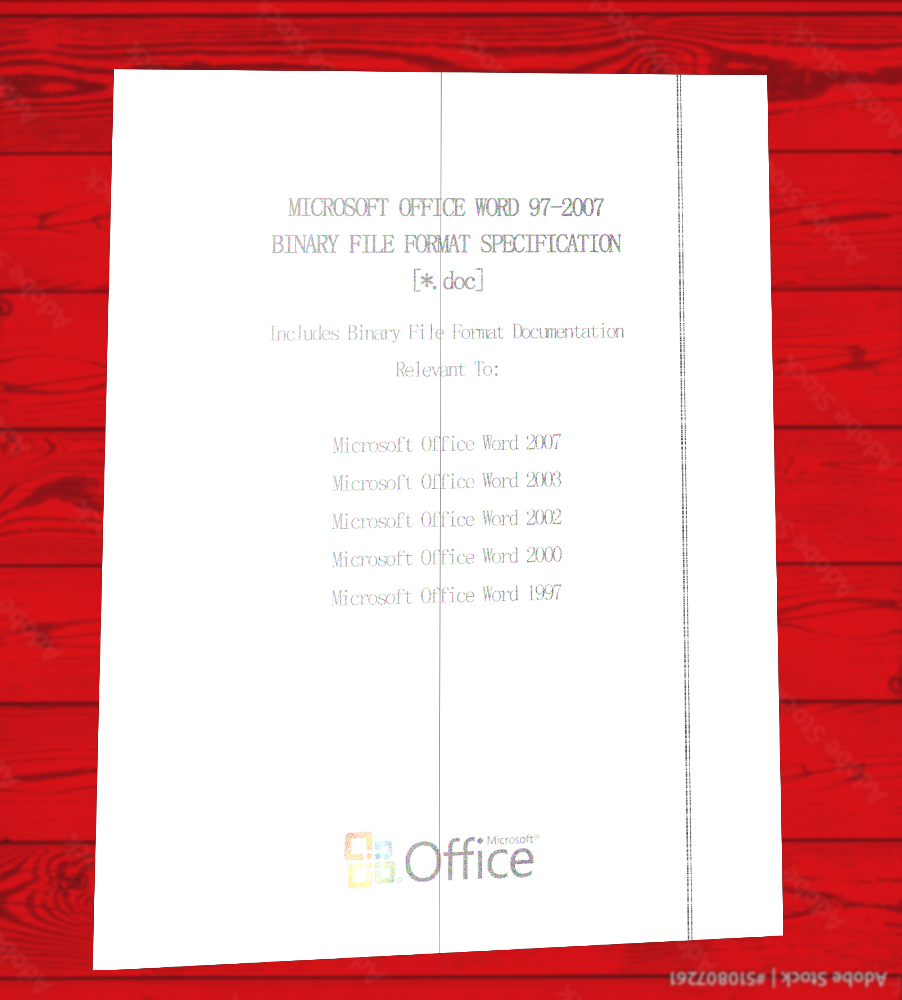 MICROSOFT OFFICE WORD 97-2007
BINARY FILE FORMAT SPECIFICATION
[*.doc]
Includes Binary File Format Documentation
Relevant To:
Microsoft Office Word 2007
Microsoft Office Word 2003
Microsoft Office Word 2002
Microsoft Office Word 2000
Microsoft Office Word 1997
Microsoft™
Office
Adobe Stock | #510807261